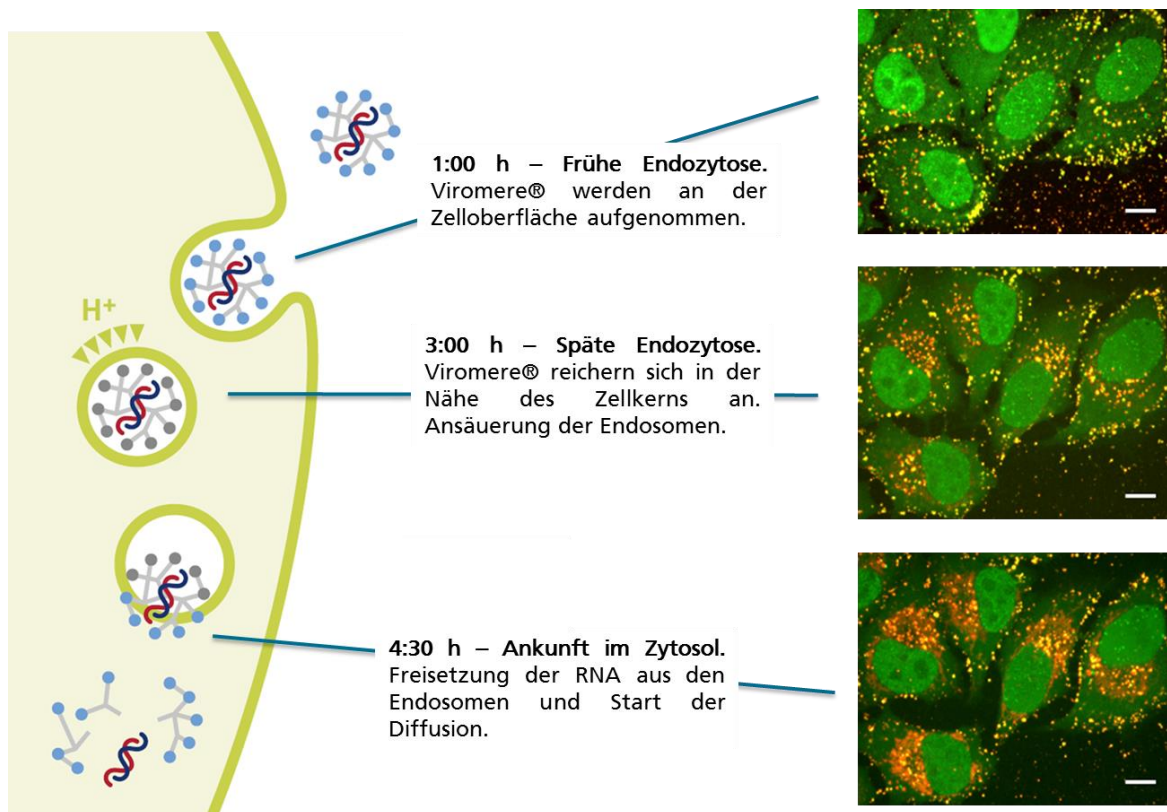 1:00 h – Frühe Endozytose.
Viromere® werden an der
Zelloberfläche aufgenommen.
H⁺
3:00 h – Späte Endozytose.
Viromere® reichern sich in der
Nähe des Zellkerns an.
Ansäuerung der Endosomen.
4:30 h – Ankunft im Zytosol.
Freisetzung der RNA aus den
Endosomen und Start der
Diffusion.